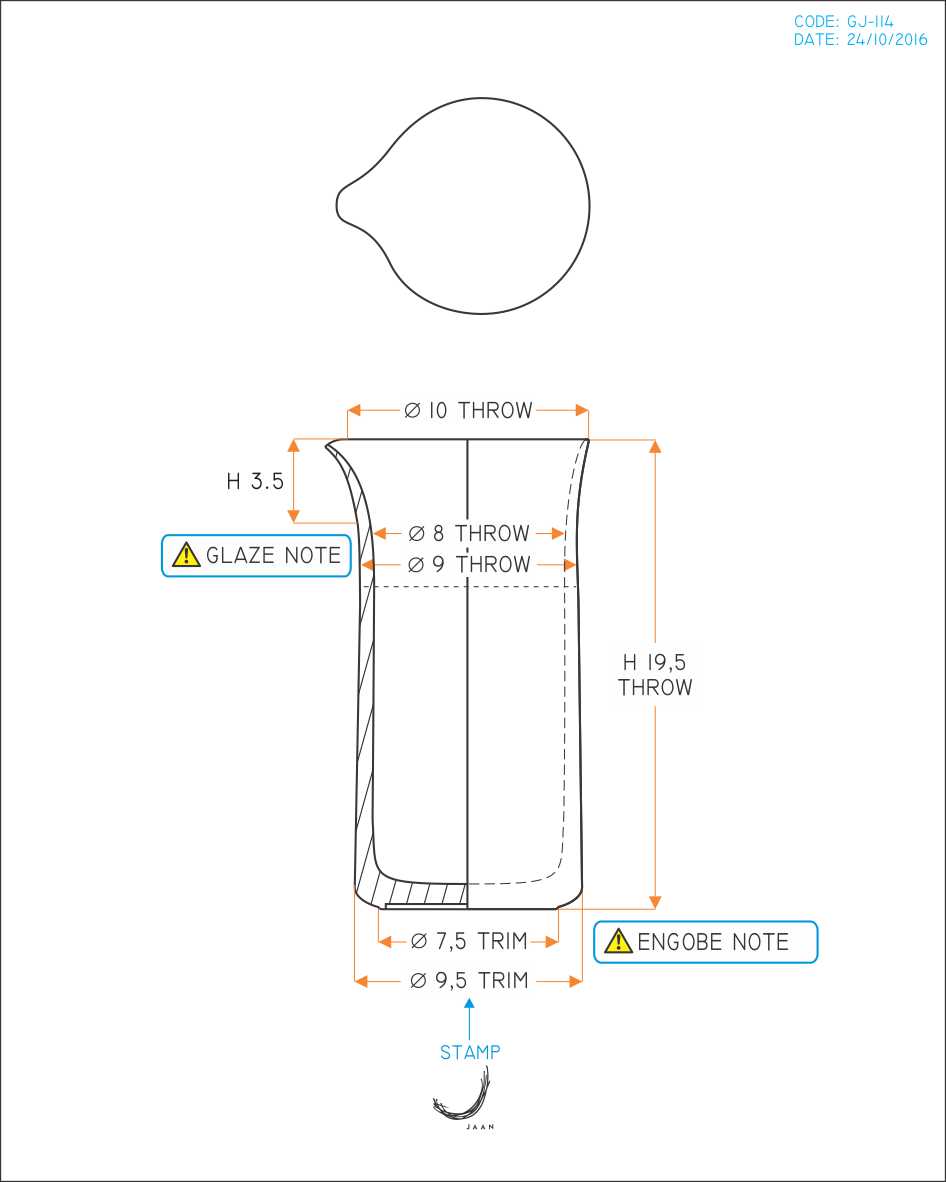 CODE: GJ-114
DATE: 24/10/2016
Ø 10 THROW
H 3.5
Ø 8 THROW
GLAZE NOTE
Ø 9 THROW
H 19,5
THROW
Ø 7,5 TRIM
ENGOBE NOTE
Ø 9,5 TRIM
STAMP
JAAN